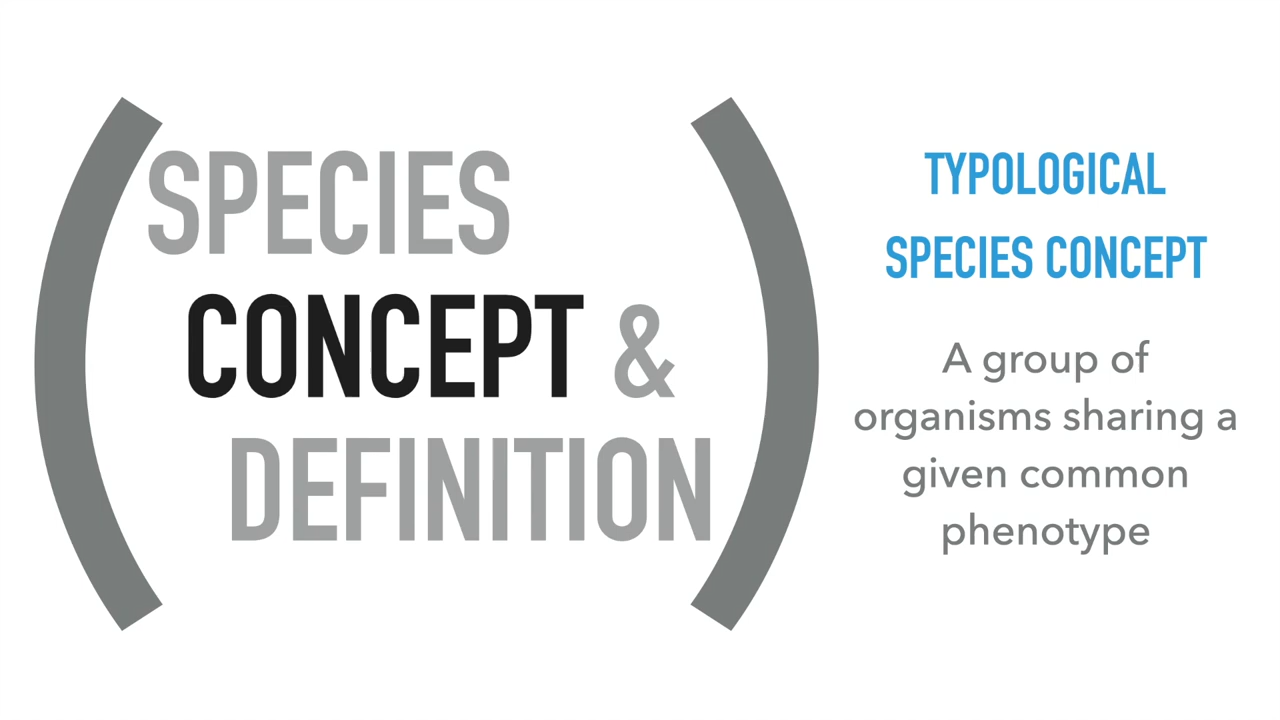 SPECIES
CONCEPT &
DEFINITION
TYPOLOGICAL
SPECIES CONCEPT
A group of
organisms sharing a
given common
phenotype